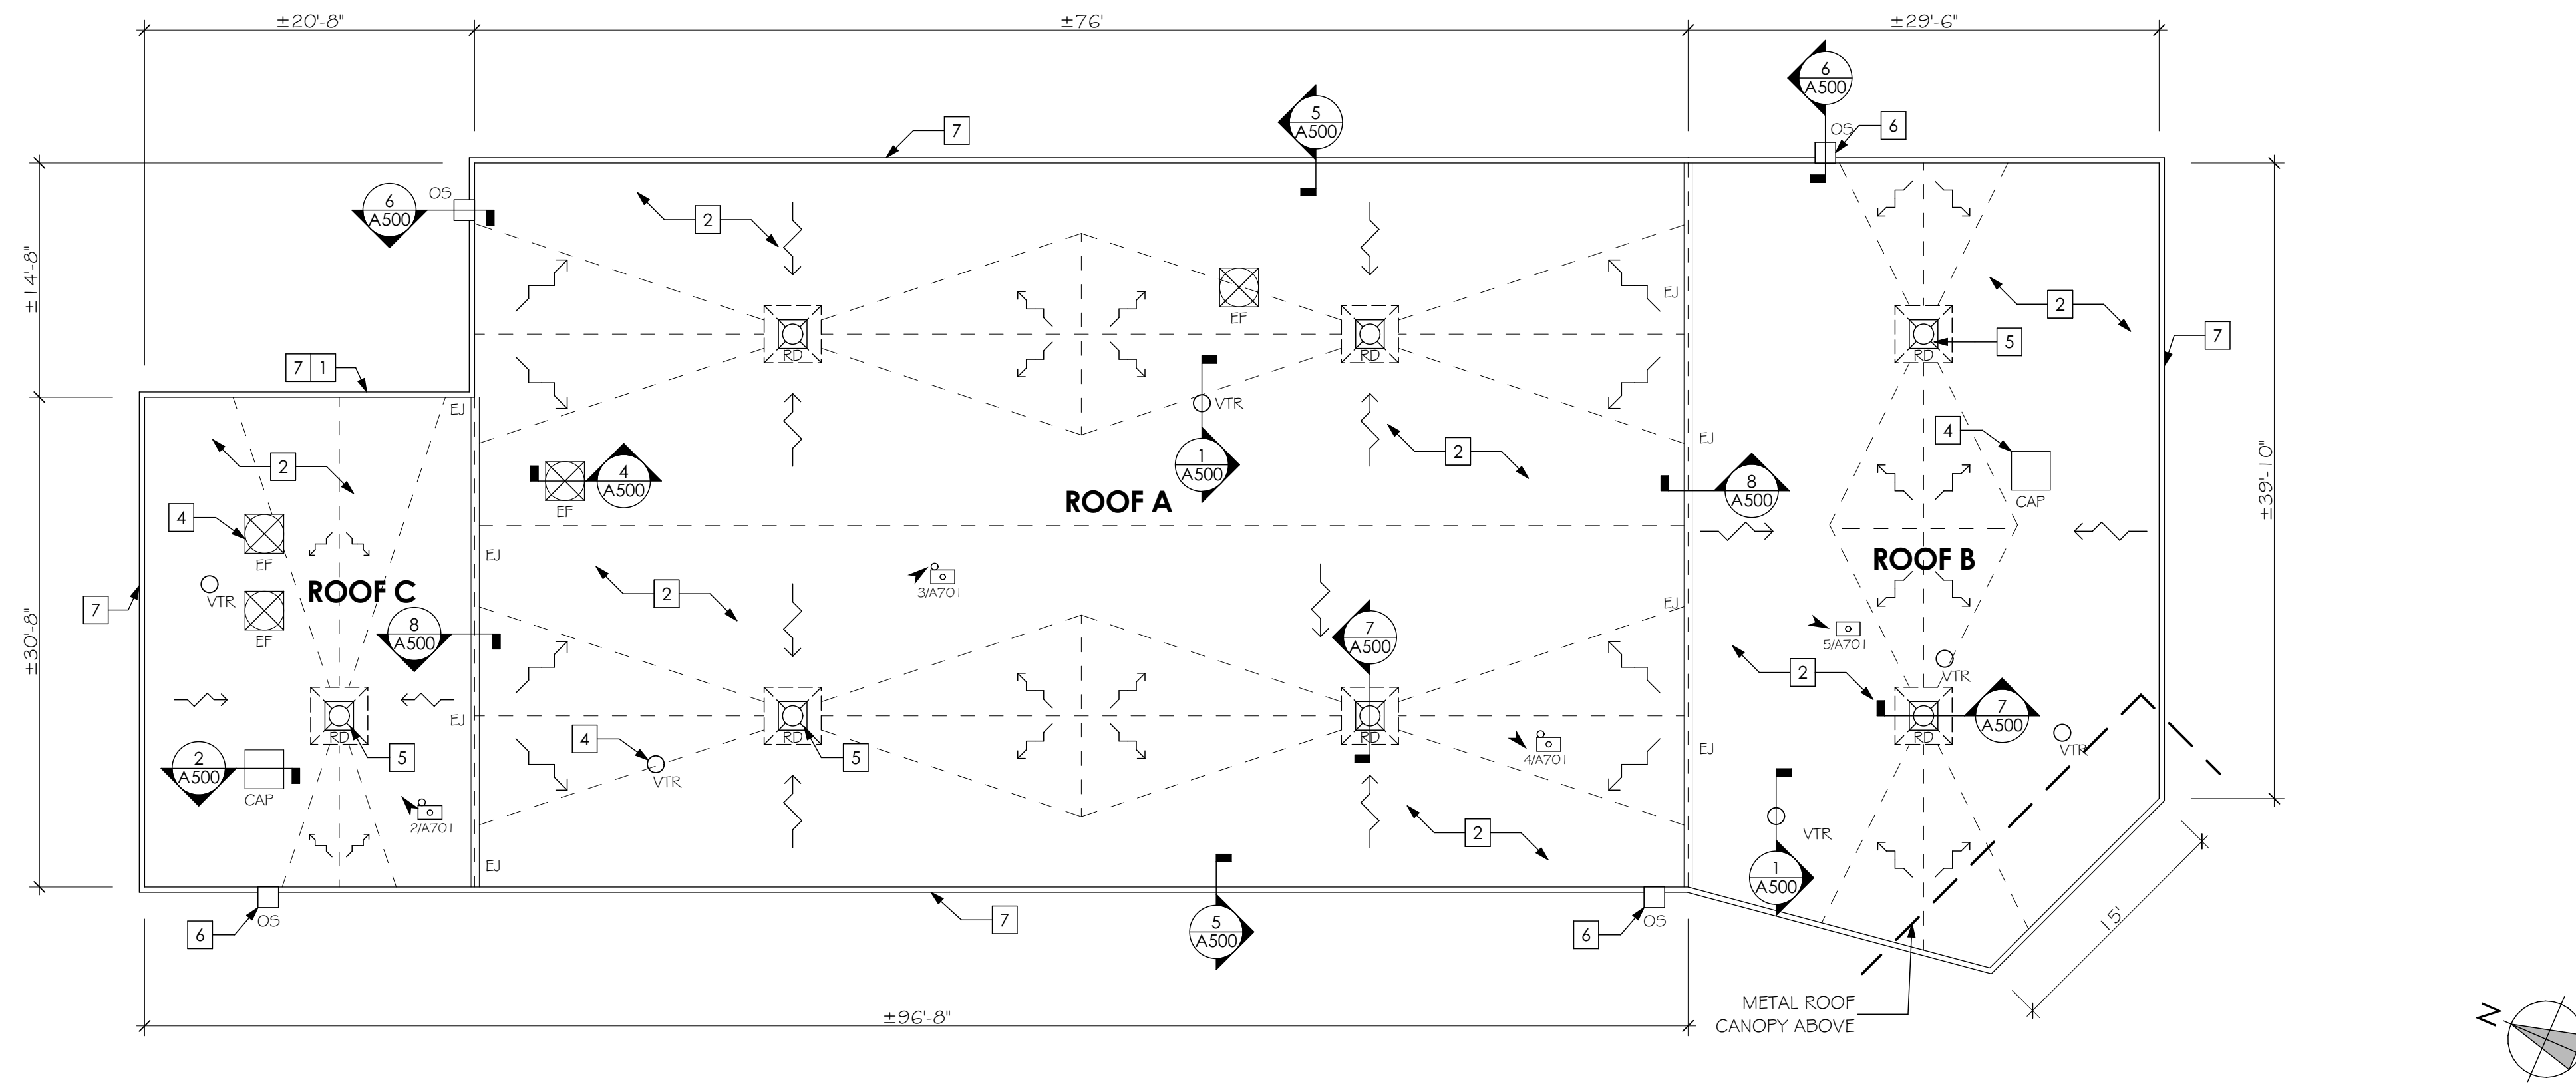 ±20'-8"
±76'
±29'-6"
6
A500
5
A500
OS
6
7
6
A500
OS
2
2
±14'-8"
EJ
EF
2
7
RD
RD
RD
5
7 1
EJ
VTR
4
EJ
2
2
1
A500
4
A500
8
A500
CAP
ROOF A
±39'-10"
4
EF
EJ
EF
ROOF B
3/A701
ROOF C
VTR
2
EJ
7
8
A500
EF
7
A500
5/A701
±30'-8"
2
VTR
EJ
7
A500
RD
RD
RD
RD
VTR
4
EJ
5
5
4/A701
2
A500
VTR
CAP
2/A701
2
VTR
EJ
1
A500
OS
7
5
A500
OS
15'
6
6
METAL ROOF
CANOPY ABOVE
±96'-8"
N